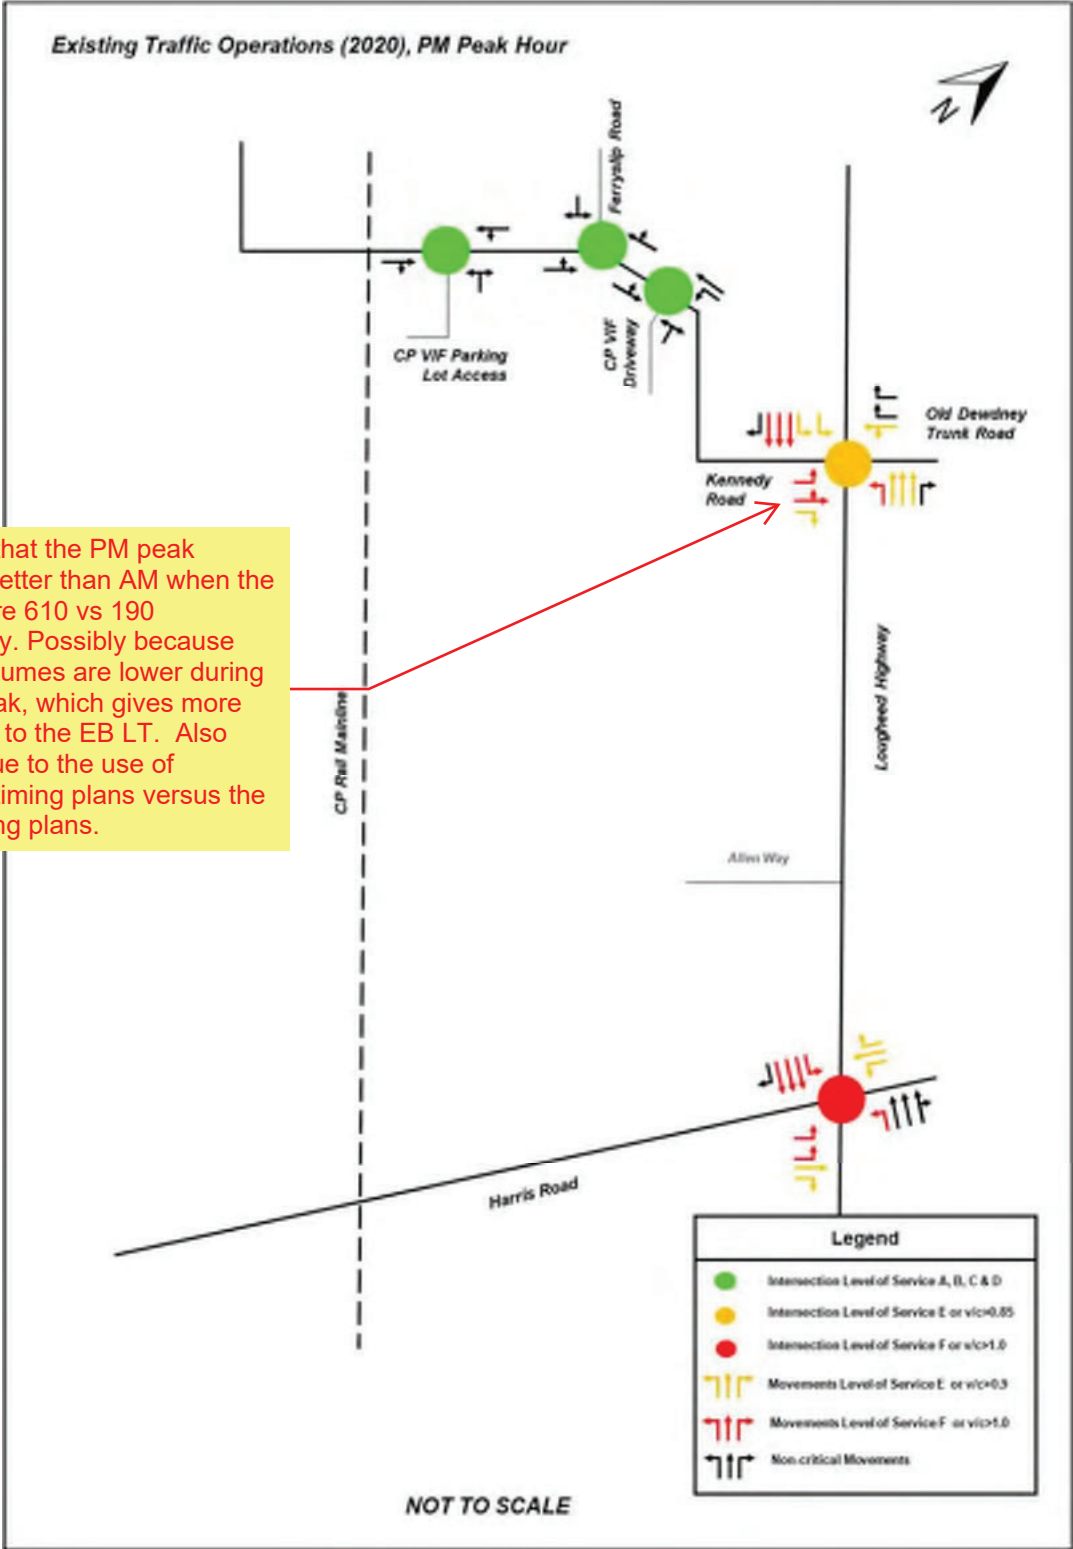 Existing Traffic Operations (2020), PM Peak Hour
N
Ferryslip Road
CP VIF Parking
Lot Access
CP VIF
Driveway
Old Dewdney
Trunk Road
Kennedy
Road
hat the PM peak
etter than AM when the
re 610 vs 190
y. Possibly because
umes are lower during
ak, which gives more
to the EB LT. Also
ue to the use of
timing plans versus the
ng plans.
CP Rail Mainline
Lougheed Highway
Allen Way
Harris Road
Legend
Intersection Level of Service A, B, C & D
Intersection Level of Service E or v/c>0.85
Intersection Level of Service F or v/c>1.0
Movements Level of Service E or v/c>0.9
Movements Level of Service F or v/c>1.0
Non-critical Movements
NOT TO SCALE